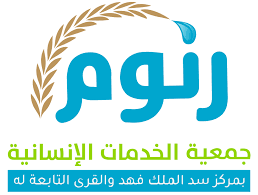 رنوم
جمعية الخدمات الإنسانية
بمركز سد الملك فهد والقرى التابعة له